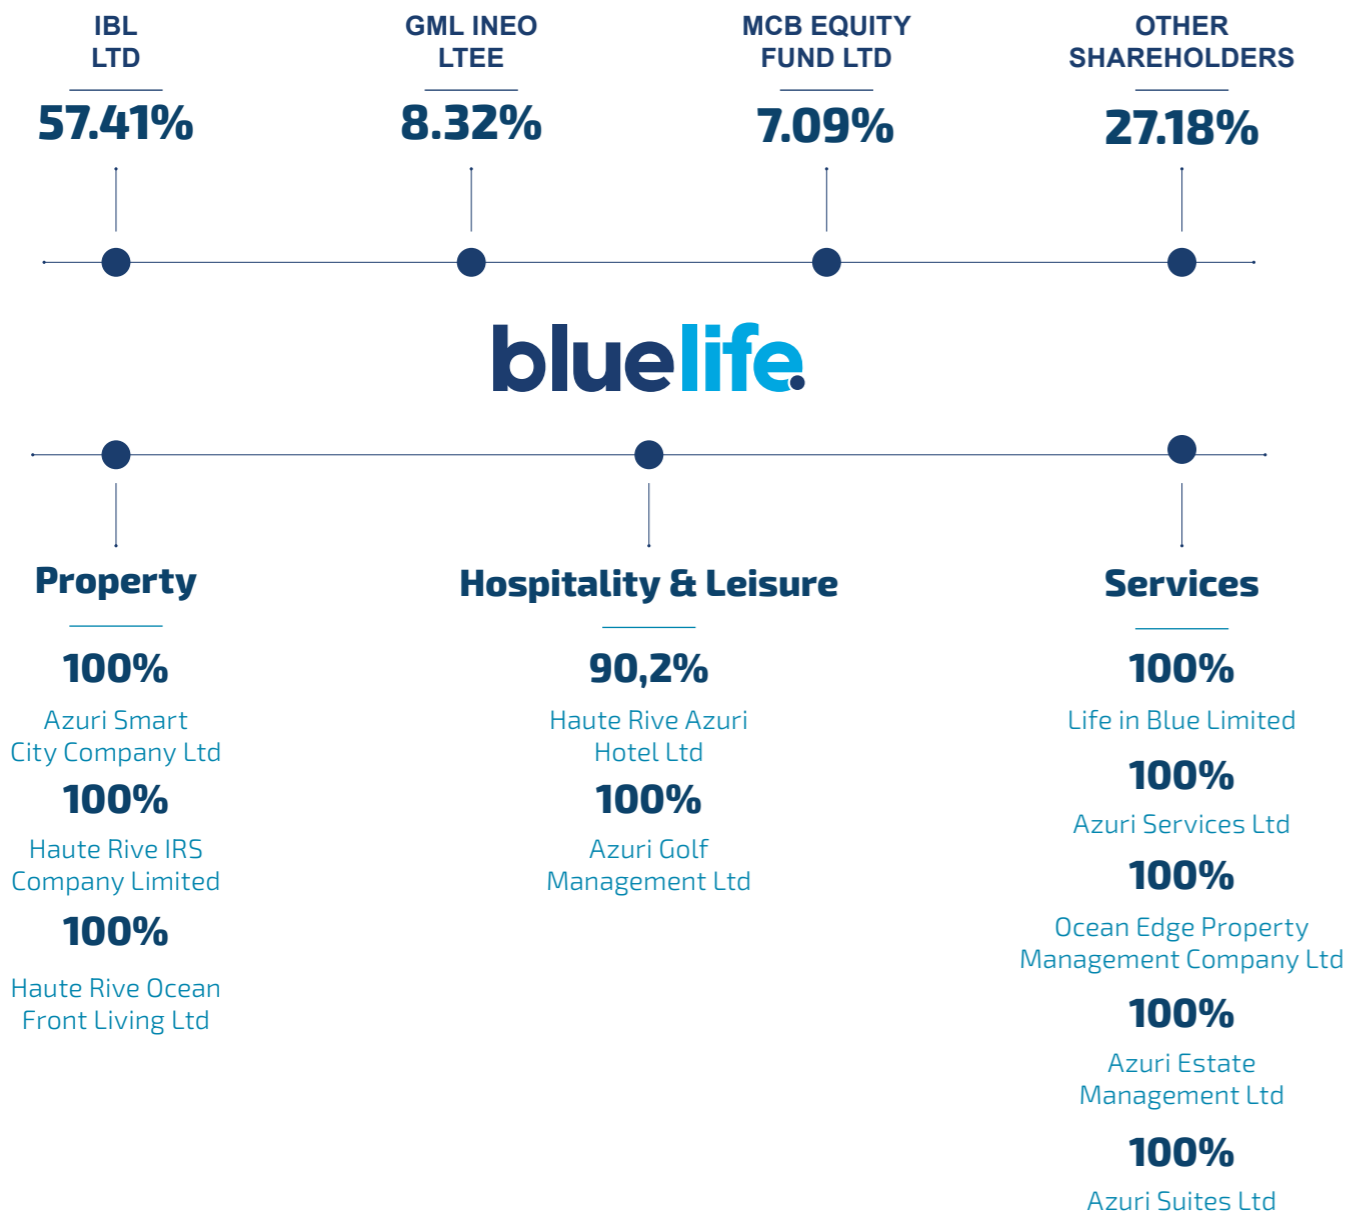 IBL
LTD
57.41%
GML INEO
LTEE
8.32%
MCB EQUITY
FUND LTD
7.09%
OTHER
SHAREHOLDERS
27.18%
bluelife.
Property
100%
Azuri Smart
City Company Ltd
100%
Haute Rive IRS
Company Limited
100%
Haute Rive Ocean
Front Living Ltd
Hospitality & Leisure
90,2%
Haute Rive Azuri
Hotel Ltd
100%
Azuri Golf
Management Ltd
Services
100%
Life in Blue Limited
100%
Azuri Services Ltd
100%
Ocean Edge Property
Management Company Ltd
100%
Azuri Estate
Management Ltd
100%
Azuri Suites Ltd